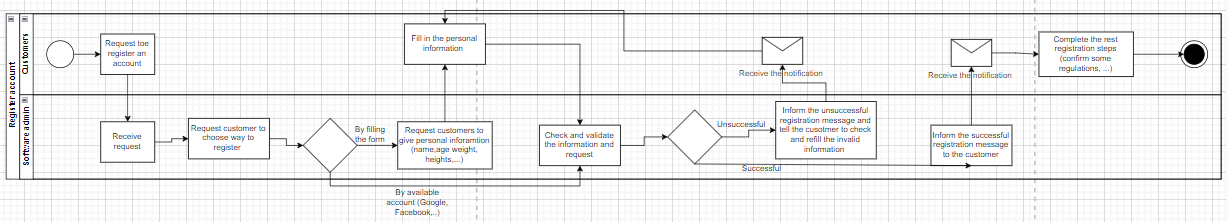 Register account
Customers
Software admin
Request toe
register an
account
Fill in the personal
information
Receive the notification
Receive the notification
Complete the rest
registration steps
(confirm some
regulations, ...)
Receive
request
Request customer to
choose way to
register
By filling
the form
Request customers to
give personal inforamtion
(name,age weight,
heights,...)
By available
account (Google,
Facebook,..)
Check and validate
the information and
request
Unsuccessful
Successful
Inform the unsuccessful
registration message and
tell the cusotmer to check
and refill the invalid
information
Inform the successful
registration message
to the customer